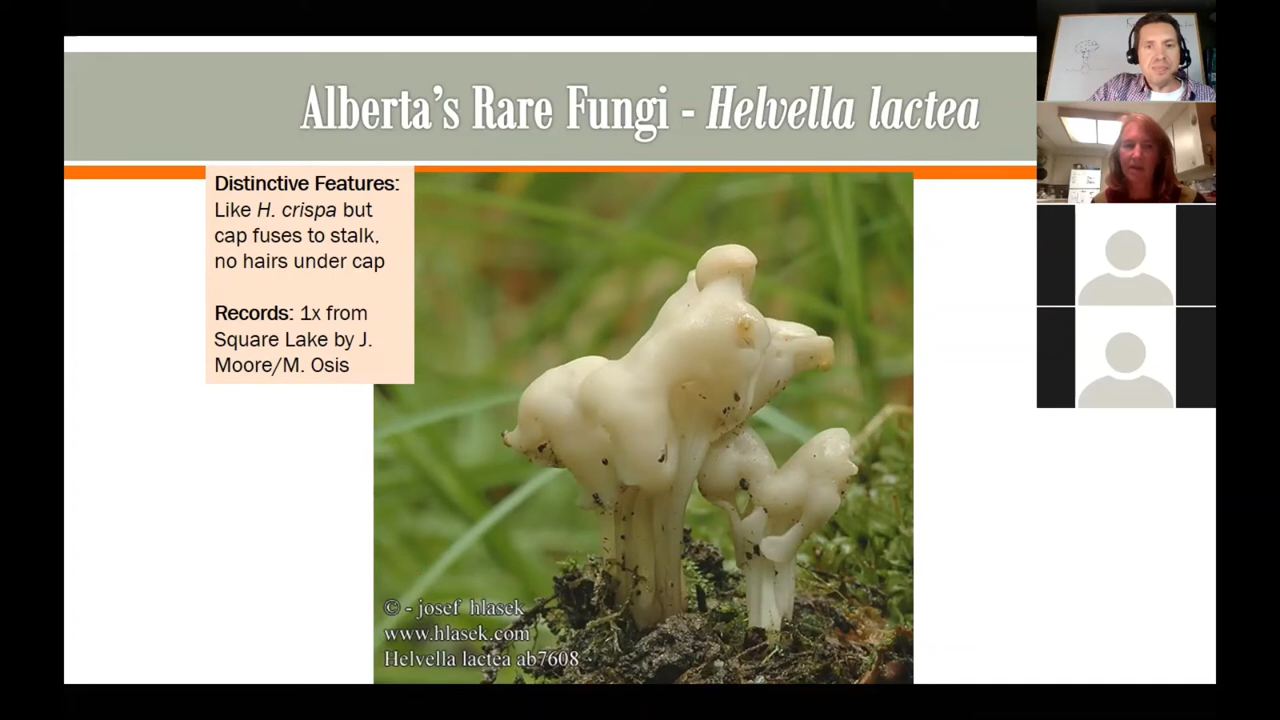 Alberta's Rare Fungi - Helvella lactea
Distinctive Features:
Like H. crispa but
cap fuses to stalk,
no hairs under cap
Records: 1x from
Square Lake by J.
Moore/M. Osis
© - josef hlasek
www.hlasek.com
Helvella lactea ab7608